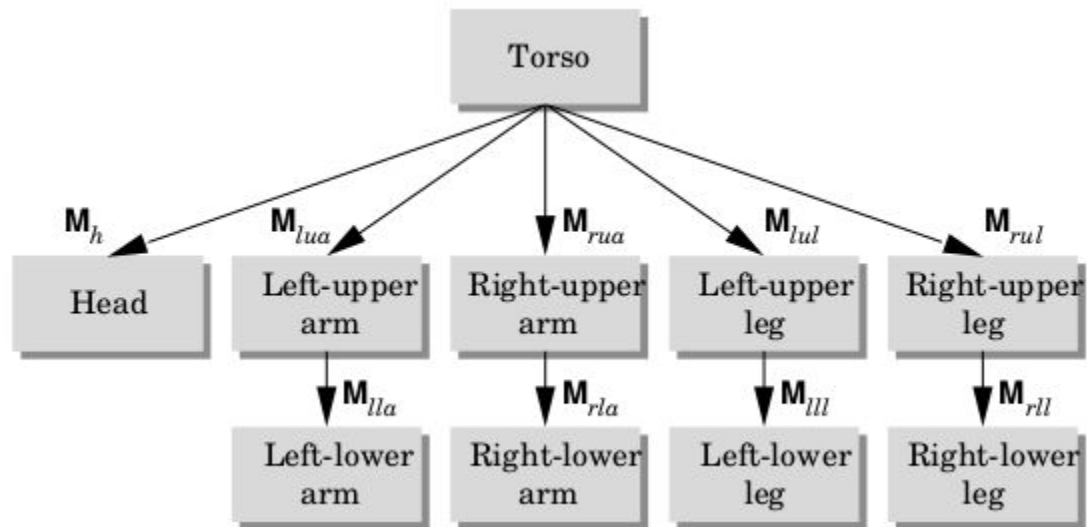 Torso
M_h
M_lua
M_rua
M_lul
M_rul
Head
Left-upper
arm
Right-upper
arm
Left-upper
leg
Right-upper
leg
M_lla
M_rla
M_lll
M_rll
Left-lower
arm
Right-lower
arm
Left-lower
leg
Right-lower
leg